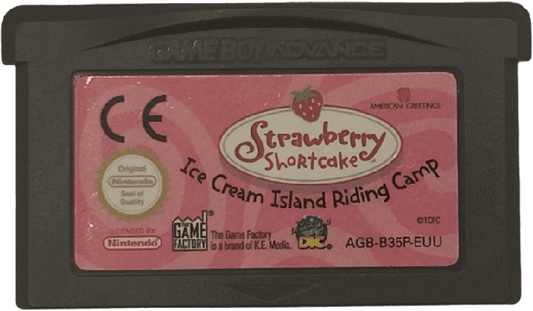 GAME BOY ADVANCE
CE
AMERICAN GREETINGS
Strawberry
Shortcake
Ice Cream Island Riding Camp
Original
Nintendo
Seal of
Quality
LICENSED BY
Nintendo
THE
GAME
FACTORY
The Game Factory
is a brand of K.E. Media.
DIC
©TCFC
AGB-B35P-EUU